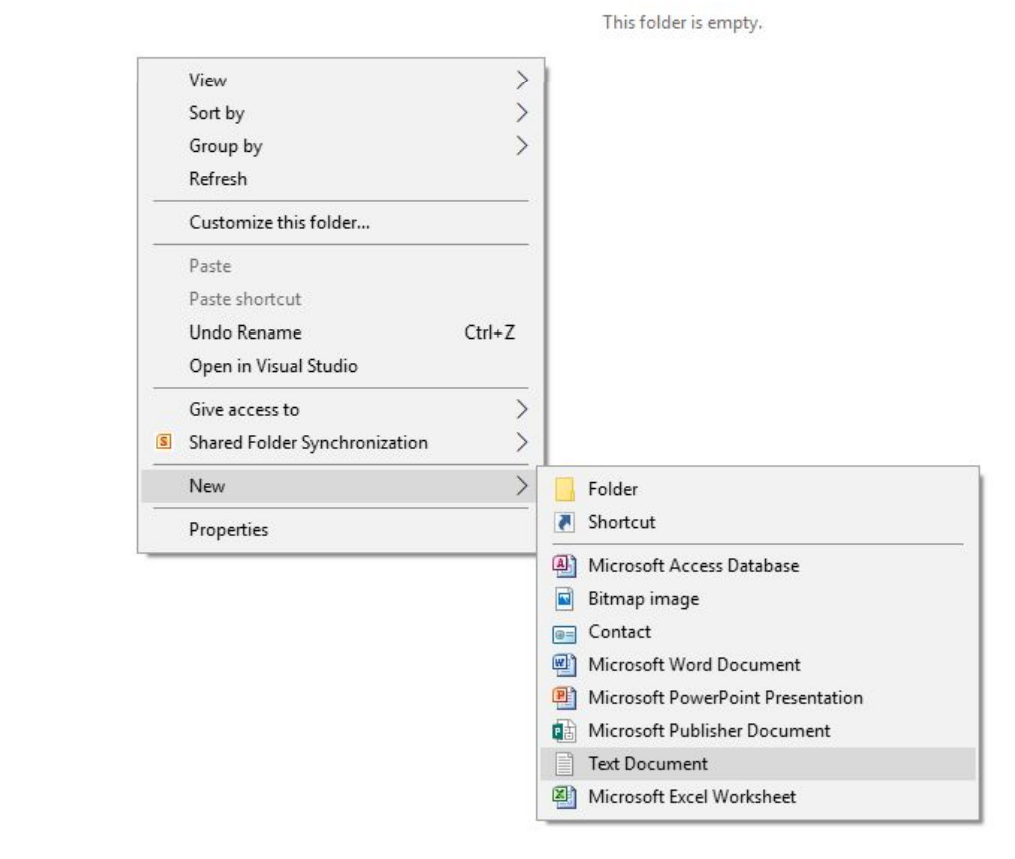 This folder is empty.
View
Sort by
Group by
Refresh
Customize this folder...
Paste
Paste shortcut
Undo Rename Ctrl+Z
Open in Visual Studio
Give access to
Shared Folder Synchronization
New
Properties
Folder
Shortcut
Microsoft Access Database
Bitmap image
Contact
Microsoft Word Document
Microsoft PowerPoint Presentation
Microsoft Publisher Document
Text Document
Microsoft Excel Worksheet